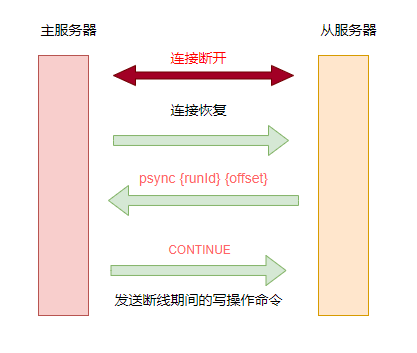 主服务器
从服务器
连接断开
连接恢复
psync {runId} {offset}
CONTINUE
发送断线期间的写操作命令